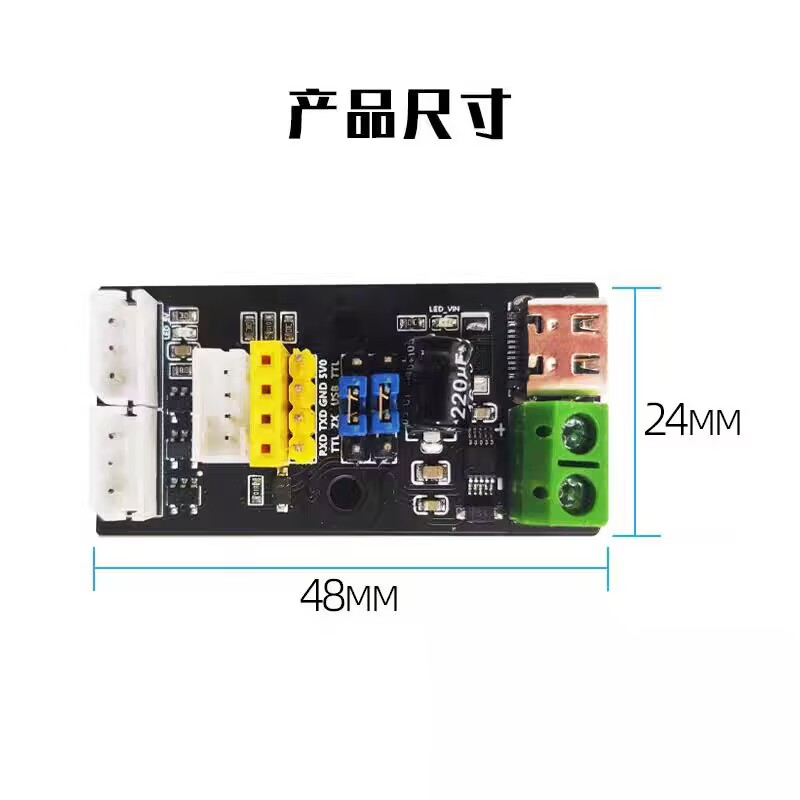 产品尺寸
LED_VIN
5V0
GND
TXD
RXD
TTL
USB
ZX
TTL
220μF
+
24MM
48MM